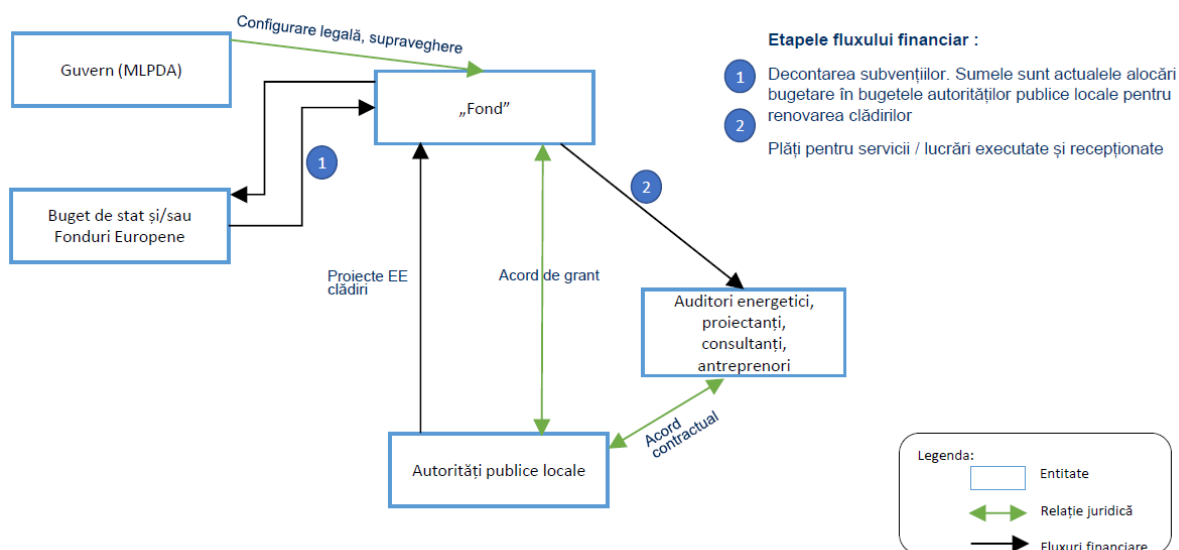 Configurare legală, supraveghere
Guvern (MLPDA)
„Fond”
1
Buget de stat și/sau
Fonduri Europene
2
Proiecte EE
clădiri
Acord de grant
Auditori energetici,
proiectanți,
consultanți,
antreprenori
Acord
contractual
Autorități publice locale
Etapele fluxului financiar :
1
Decontarea subvențiilor. Sumele sunt actualele alocări
bugetare în bugetele autorităților publice locale pentru
renovarea clădirilor
2
Plăți pentru servicii / lucrări executate și recepționate
Legenda:
Entitate
Relație juridică
Fluxuri financiare